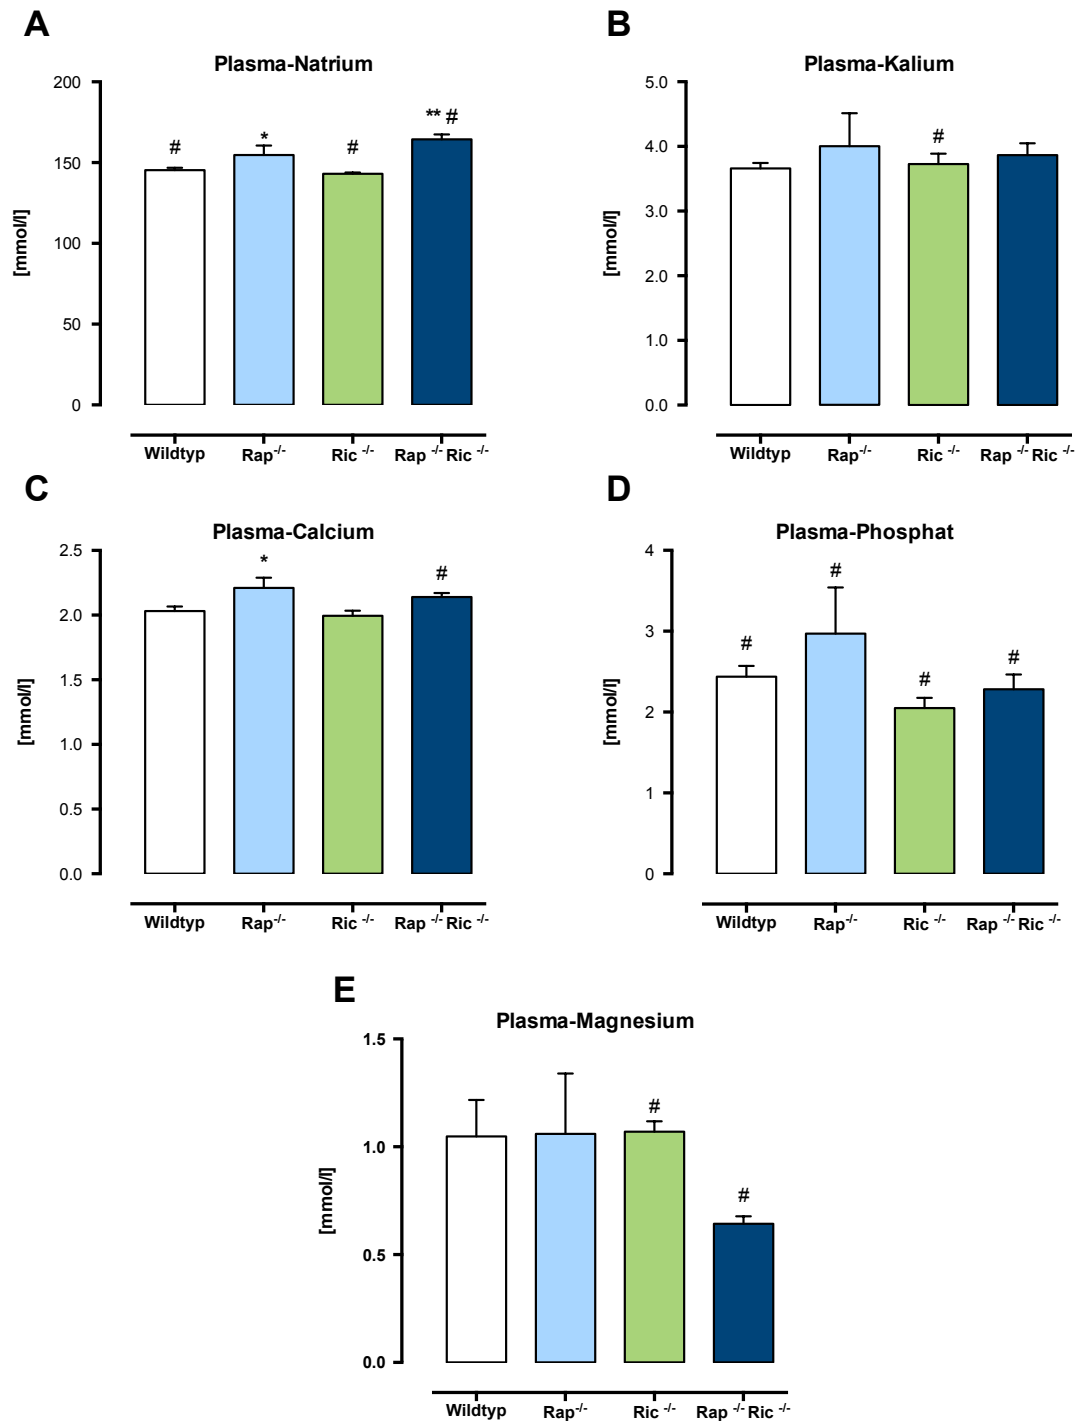 A
Plasma-Natrium
[mmol/l]
200
150
100
50
0
#
*
#
** #
Wildtyp Rap-/- Ric -/- Rap -/- Ric -/-
B
Plasma-Kalium
[mmol/l]
5.0
4.0
3.0
2.0
1.0
0.0
#
Wildtyp Rap-/- Ric -/- Rap -/- Ric -/-
C
Plasma-Calcium
[mmol/l]
2.5
2.0
1.5
1.0
0.5
0.0
*
#
Wildtyp Rap-/- Ric -/- Rap -/- Ric -/-
D
Plasma-Phosphat
[mmol/l]
4
3
2
1
0
#
#
#
#
Wildtyp Rap-/- Ric -/- Rap -/- Ric -/-
E
Plasma-Magnesium
[mmol/l]
1.5
1.0
0.5
0.0
#
#
Wildtyp Rap-/- Ric -/- Rap -/- Ric -/-